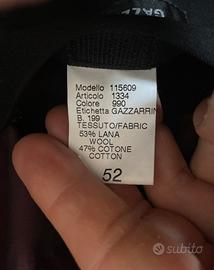 GALL
Modello 115609
Articolo 1334
Colore 990
Etichetta GAZZARRIN
B. 199
TESSUTO/FABRIC
53% LANA
WOOL
47% COTONE
COTTON
52
subito